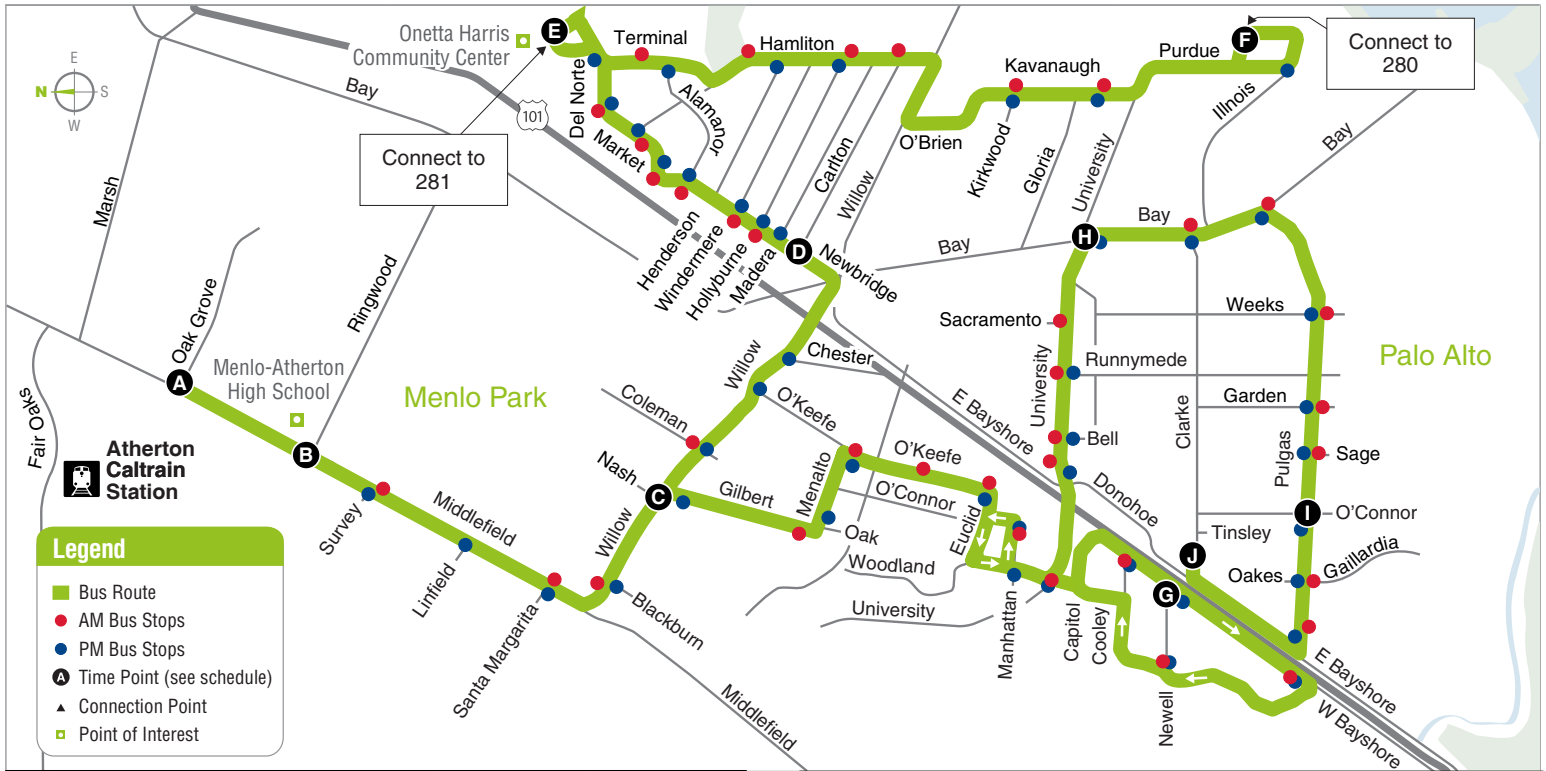 Onetta Harris
Community Center
E
Terminal
Hamliton
Purdue
F
Connect to
280
E
N
S
W
Bay
101
Del Norte
Alamanor
Kavanaugh
Illnois
Connect to
281
Market
Carlton
O'Brien
Willow
Kirkwood
Gloria
University
Bay
Marsh
Henderson
Windermere
Hollyburne
Madera
D
Newbridge
Bay
H
Bay
Oak Grove
Ringwood
Sacramento
Weeks
Menlo-Atherton
High School
A
Willow
Chester
Runnymede
Palo Alto
Menlo Park
Coleman
O'Keefe
E Bayshore
University
Garden
Fair Oaks
B
Clarke
Bell
Pulgas
Sage
Atherton
Caltrain
Station
Nash
C
Gilbert
Menalto
O'Keefe
O'Connor
Donohoe
I
O'Connor
Survey
Middlefield
Willow
Oak
Euclid
Tinsley
J
Gaillardia
Oakes
Linfield
Woodland
University
Manhattan
Capitol
Cooley
G
Santa Margarita
Blackburn
Newell
E Bayshore
W Bayshore
Middlefield
Legend
Bus Route
AM Bus Stops
PM Bus Stops
A Time Point (see schedule)
Connection Point
Point of Interest